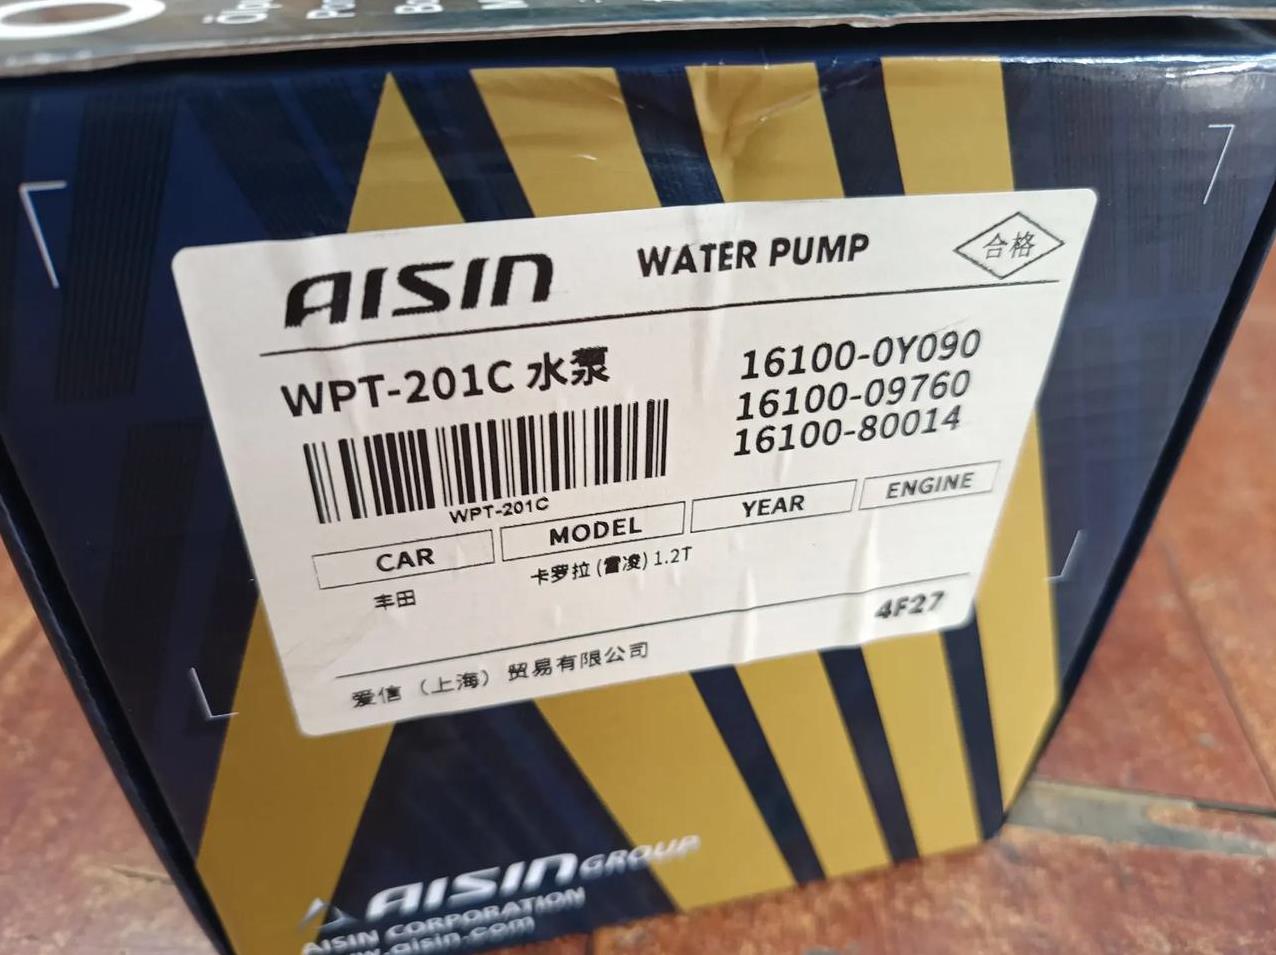 AISIN
WATER PUMP
合格
WPT-201C 水泵
16100-0Y090
16100-09760
16100-80014
WPT-201C
CAR
MODEL
YEAR
ENGINE
丰田
卡罗拉 (雷凌) 1.2T
4F27
爱信 (上海) 贸易有限公司
AISIN GROUP
AISIN CORPORATION
www.aisin.com